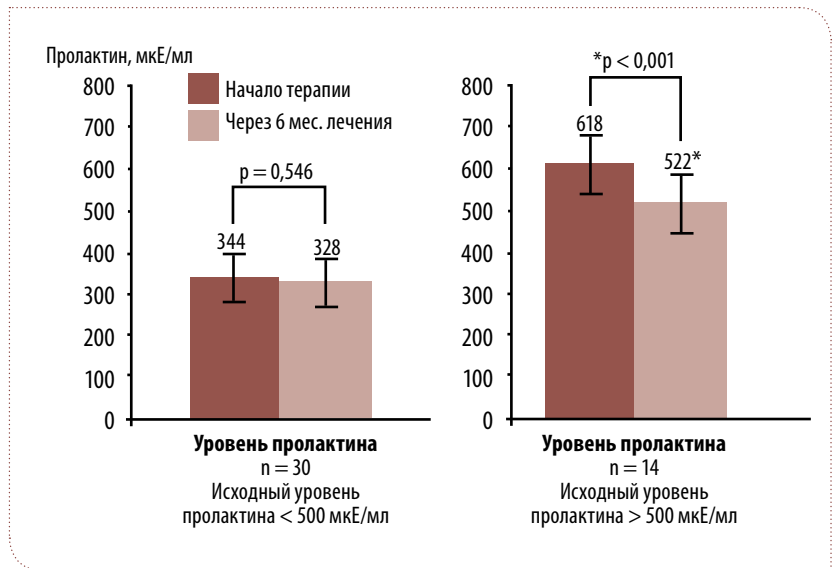 Пролактин, мкЕ/мл
800
700
600
500
400
300
200
100
0
Начало терапии
Через 6 мес. лечения
p = 0,546
344
328
Уровень пролактина
n = 30
Исходный уровень
пролактина < 500 мкЕ/мл
800
700
600
500
400
300
200
100
0
*p < 0,001
618
522*
Уровень пролактина
n = 14
Исходный уровень
пролактина > 500 мкЕ/мл